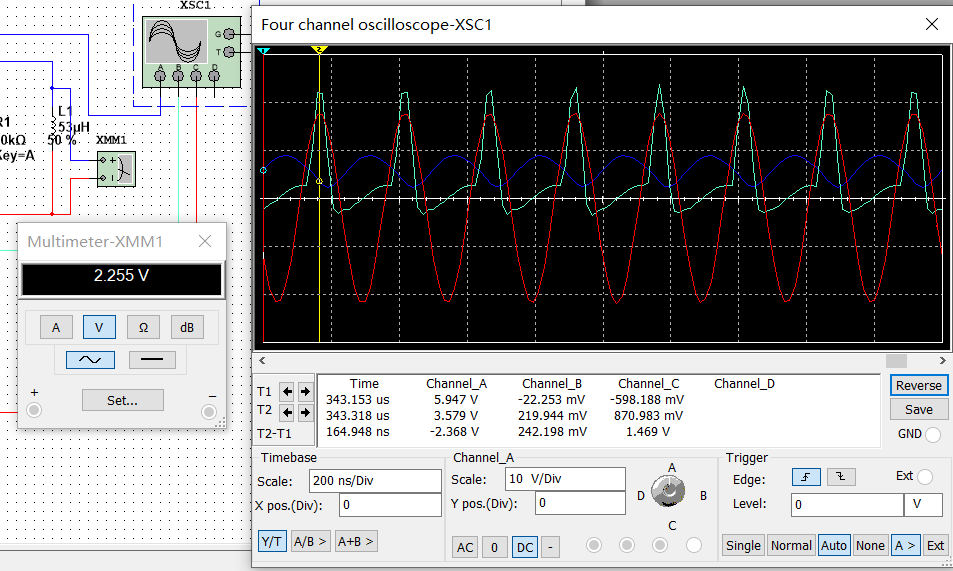 XSC1
G
T
A B C D
L1
R1
53μH
0kΩ
50 %
Key=A
XMM1
+
Multimeter-XMM1
2.255 V
A V Ω dB
+
Set...
−
Four channel oscilloscope-XSC1
1 2
T1
T2
T2-T1
Time Channel_A Channel_B Channel_C Channel_D
343.153 us 5.947 V -22.253 mV -598.188 mV
343.318 us 3.579 V 219.944 mV 870.983 mV
164.948 ns -2.368 V 242.198 mV 1.469 V
Reverse
Save
GND
Timebase
Scale: 200 ns/Div
X pos.(Div): 0
Y/T A/B > A+B >
Channel_A
Scale: 10 V/Div
Y pos.(Div): 0
AC 0 DC -
A
D B
C
Trigger
Edge: Ext
Level: 0 V
Single Normal Auto None A > Ext